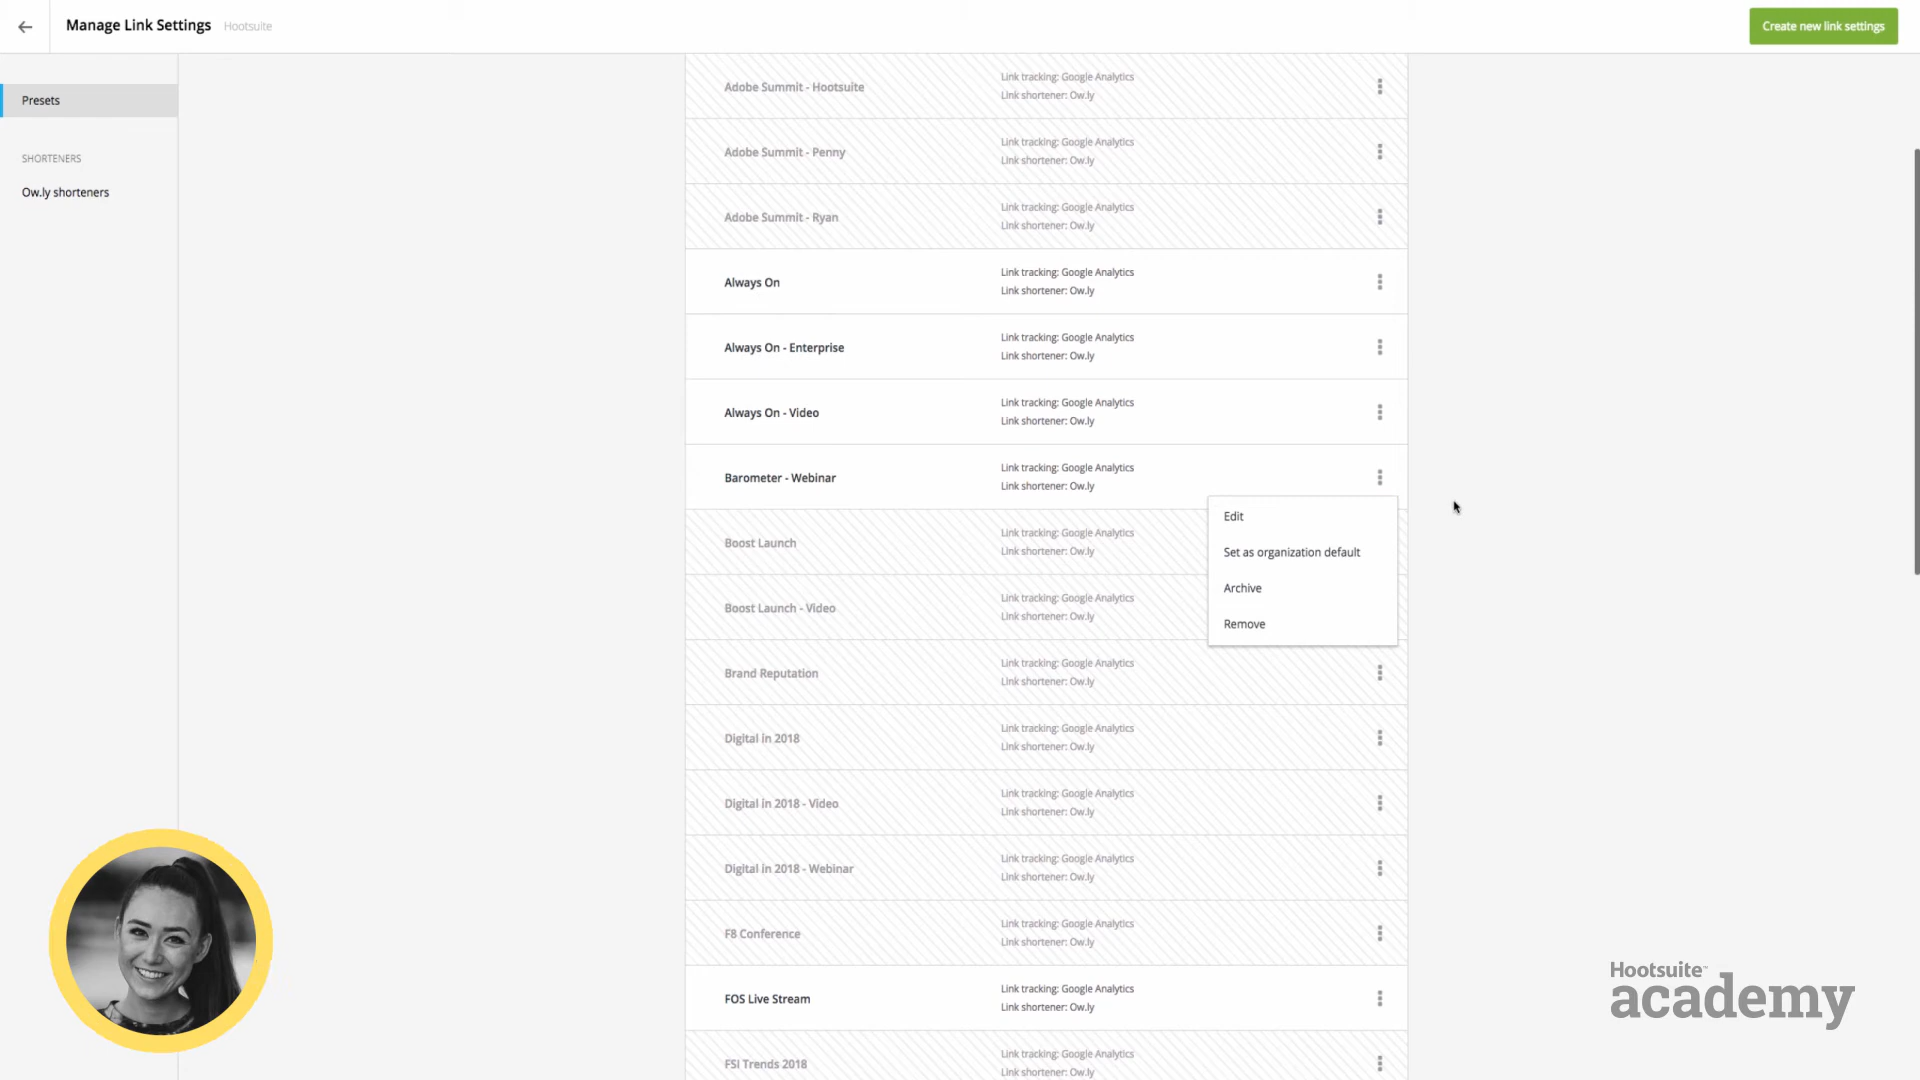 Manage Link Settings Hootsuite
Create new link settings
Presets
SHORTENERS
Ow.ly shorteners
Adobe Summit - Hootsuite
Link tracking: Google Analytics
Link shortener: Ow.ly
Adobe Summit - Penny
Link tracking: Google Analytics
Link shortener: Ow.ly
Adobe Summit - Ryan
Link tracking: Google Analytics
Link shortener: Ow.ly
Always On
Link tracking: Google Analytics
Link shortener: Ow.ly
Always On - Enterprise
Link tracking: Google Analytics
Link shortener: Ow.ly
Always On - Video
Link tracking: Google Analytics
Link shortener: Ow.ly
Barometer - Webinar
Link tracking: Google Analytics
Link shortener: Ow.ly
Edit
Set as organization default
Archive
Remove
Boost Launch
Link tracking: Google Analytics
Link shortener: Ow.ly
Boost Launch - Video
Link tracking: Google Analytics
Link shortener: Ow.ly
Brand Reputation
Link tracking: Google Analytics
Link shortener: Ow.ly
Digital in 2018
Link tracking: Google Analytics
Link shortener: Ow.ly
Digital in 2018 - Video
Link tracking: Google Analytics
Link shortener: Ow.ly
Digital in 2018 - Webinar
Link tracking: Google Analytics
Link shortener: Ow.ly
F8 Conference
Link tracking: Google Analytics
Link shortener: Ow.ly
FOS Live Stream
Link tracking: Google Analytics
Link shortener: Ow.ly
FSI Trends 2018
Link tracking: Google Analytics
Link shortener: Ow.ly
Hootsuite™
academy